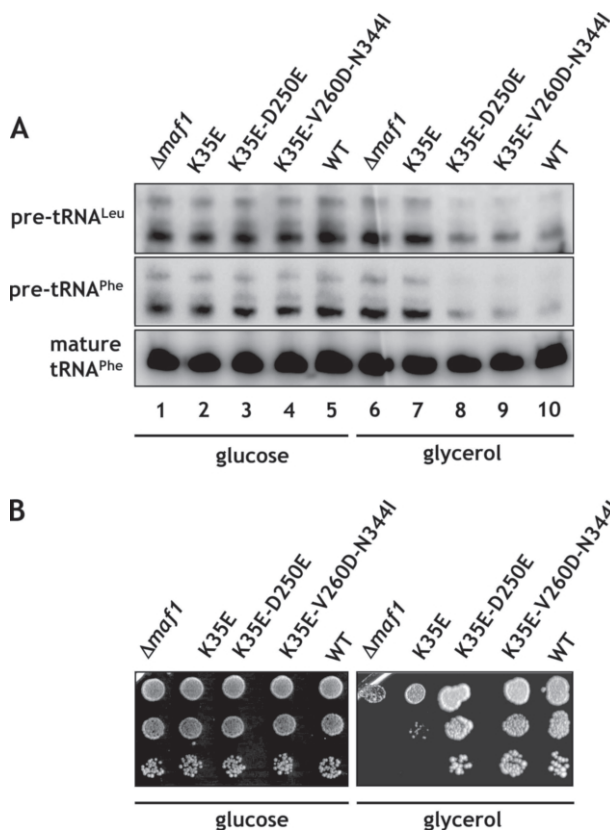 A
Δmaf1
K35E
K35E-D250E
K35E-V260D-N344I
WT
Δmaf1
K35E
K35E-D250E
K35E-V260D-N344I
WT
pre-tRNALeu
pre-tRNAPhe
mature
tRNAPhe
1 2 3 4 5 6 7 8 9 10
glucose glycerol
B
Δmaf1
K35E
K35E-D250E
K35E-V260D-N344I
WT
Δmaf1
K35E
K35E-D250E
K35E-V260D-N344I
WT
glucose glycerol